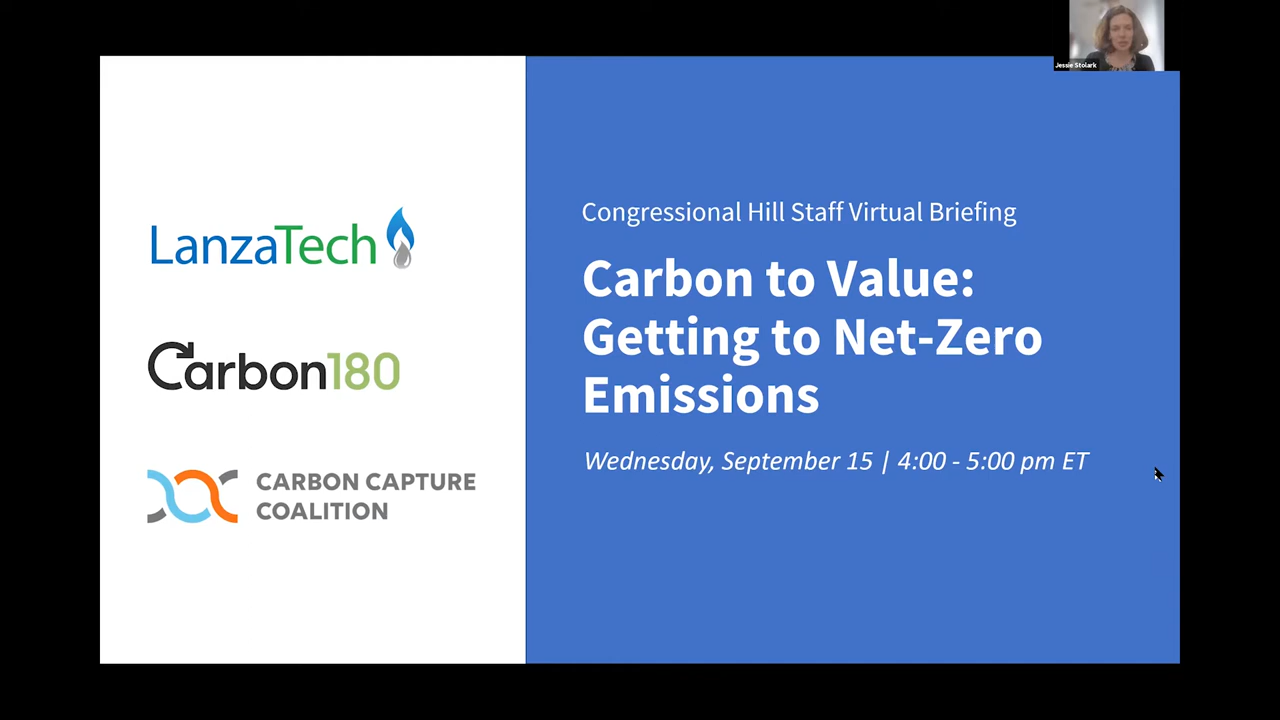 Jessie Stolark
LanzaTech
Carbon180
CARBON CAPTURE
COALITION
Congressional Hill Staff Virtual Briefing
Carbon to Value:
Getting to Net-Zero
Emissions
Wednesday, September 15 | 4:00 - 5:00 pm ET